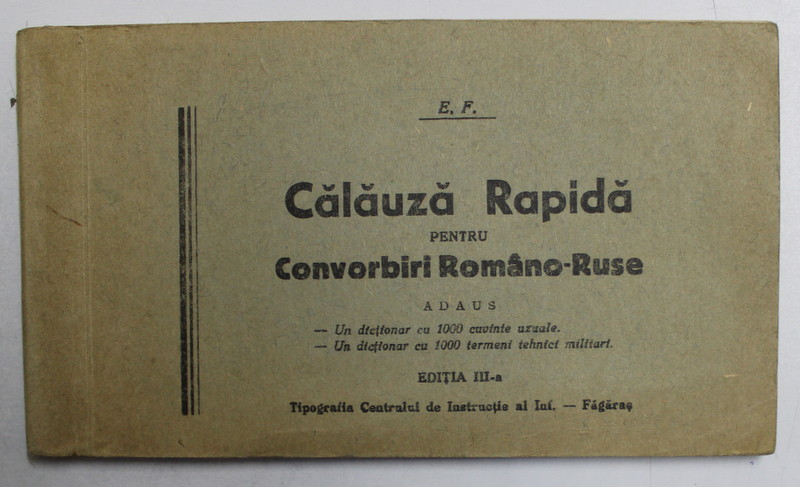 E. F.
Călăuză Rapidă
PENTRU
Convorbiri Româno-Ruse
ADAUS
— Un dicționar cu 1000 cuvinte uzuale.
— Un dicționar cu 1000 termeni tehnici militari.
EDIȚIA III-a
Tipografia Centrului de Instrucție al Inf. — Făgăraș